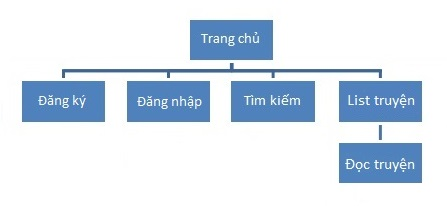 Trang chủ
Đăng ký
Đăng nhập
Tìm kiếm
List truyện
Đọc truyện